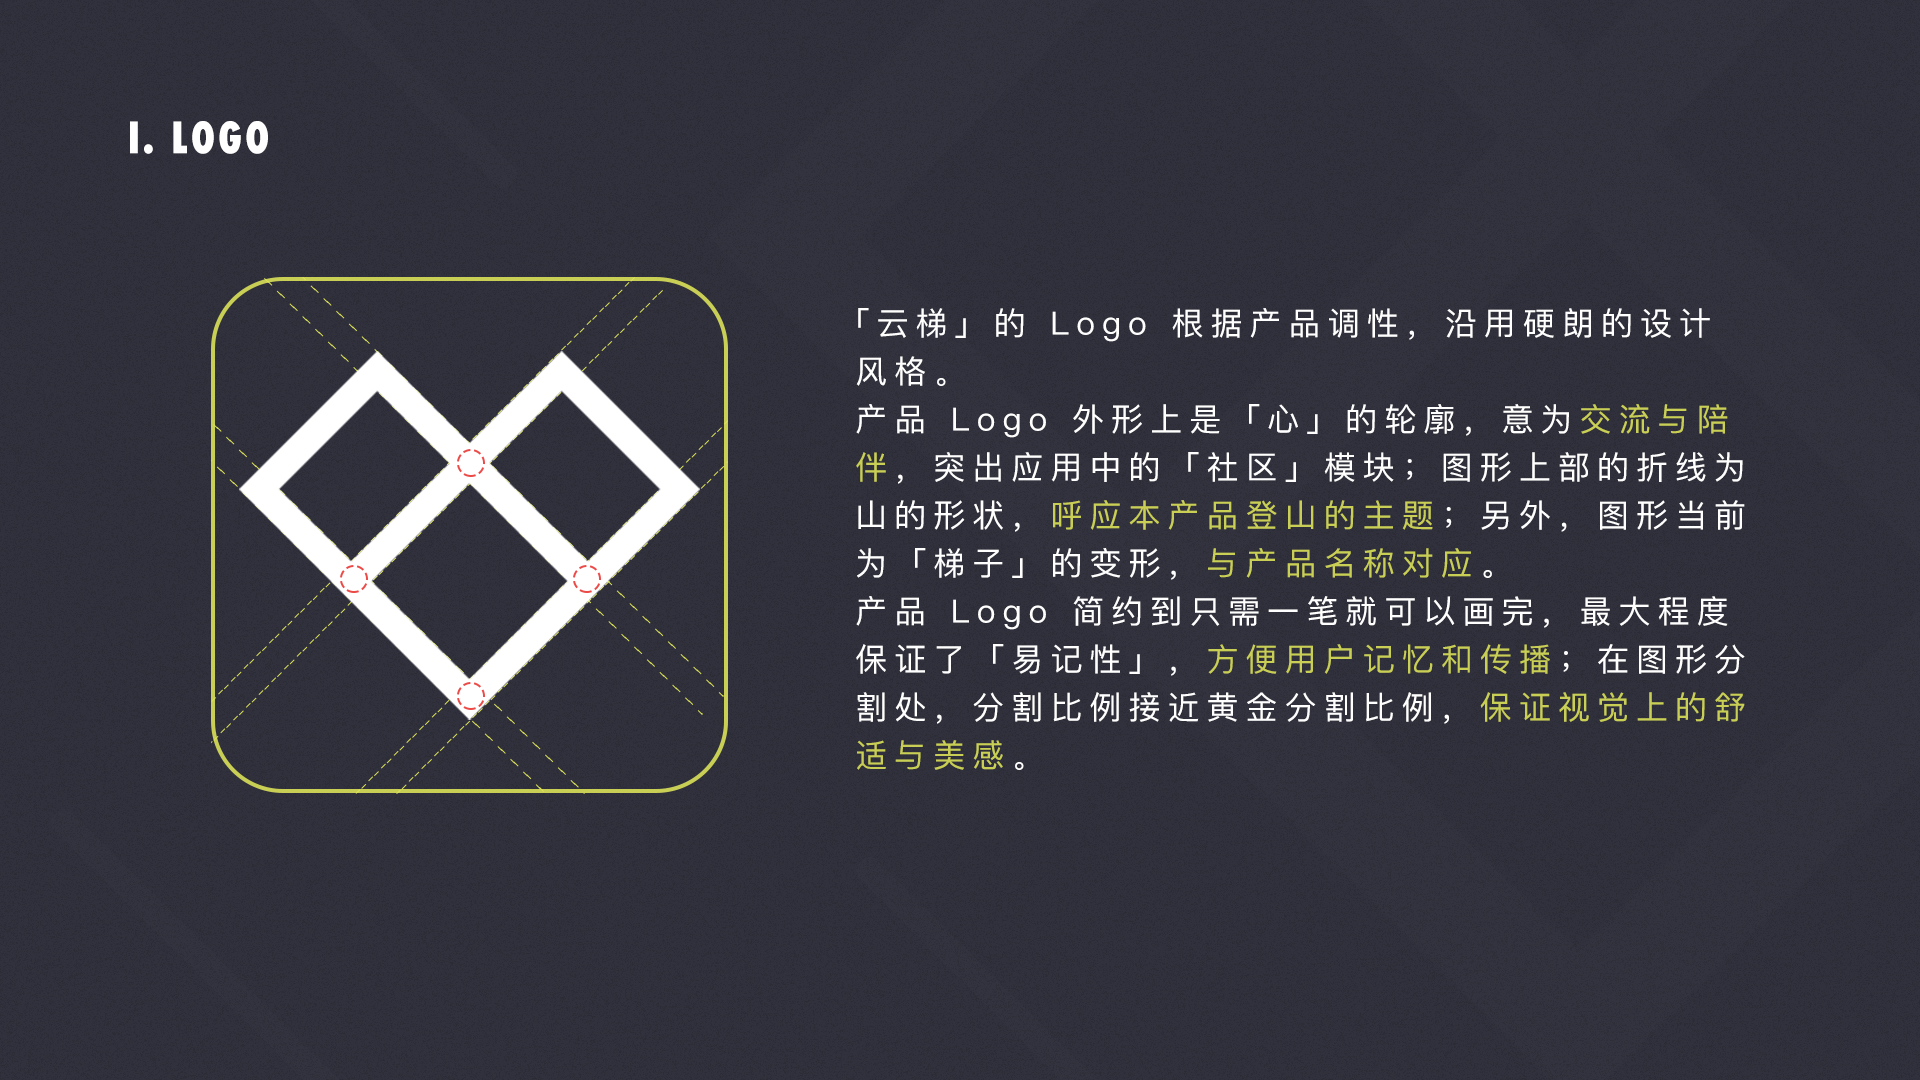 I. LOGO
「云梯」的 Logo 根据产品调性，沿用硬朗的设计
风格。
产品 Logo 外形上是「心」的轮廓，意为交流与陪
伴，突出应用中的「社区」模块；图形上部的折线为
山的形状，呼应本产品登山的主题；另外，图形当前
为「梯子」的变形，与产品名称对应。
产品 Logo 简约到只需一笔就可以画完，最大程度
保证了「易记性」，方便用户记忆和传播；在图形分
割处，分割比例接近黄金分割比例，保证视觉上的舒
适与美感。